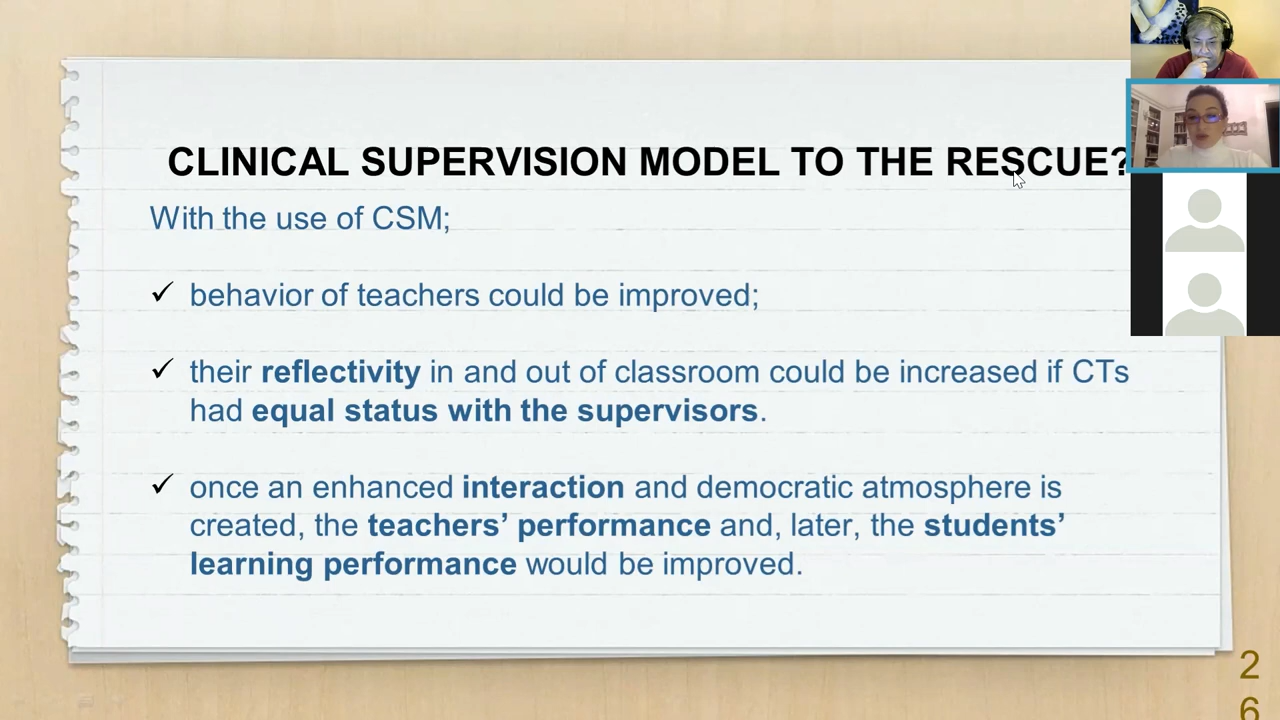 CLINICAL SUPERVISION MODEL TO THE RESCUE?
With the use of CSM;
✓ behavior of teachers could be improved;
✓ their reflectivity in and out of classroom could be increased if CTs
had equal status with the supervisors.
✓ once an enhanced interaction and democratic atmosphere is
created, the teachers’ performance and, later, the students’
learning performance would be improved.
2
6